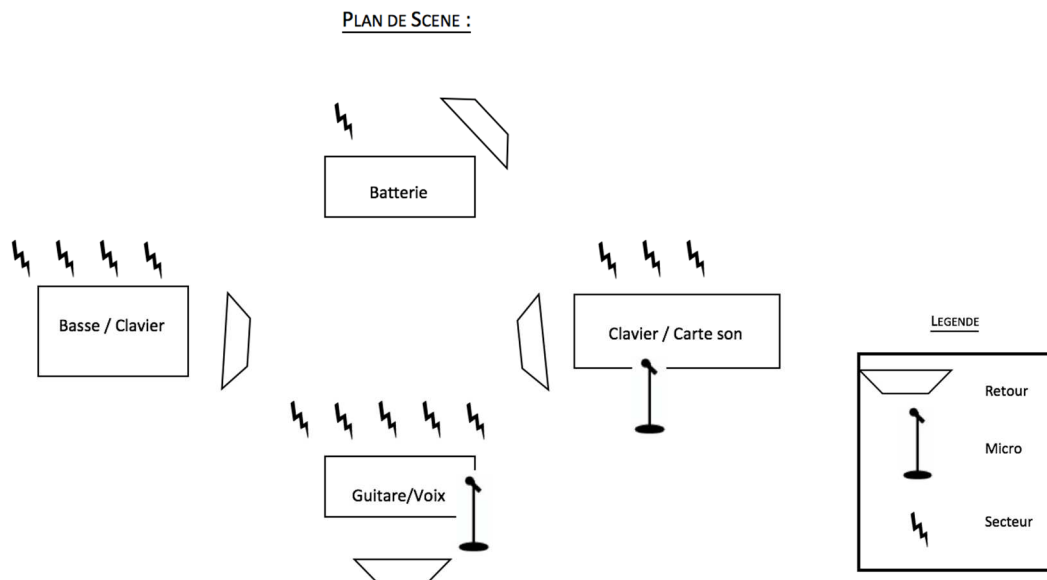 PLAN DE SCENE :
Batterie
Basse / Clavier
Clavier / Carte son
Guitare/Voix
LEGENDE
Retour
Micro
Secteur